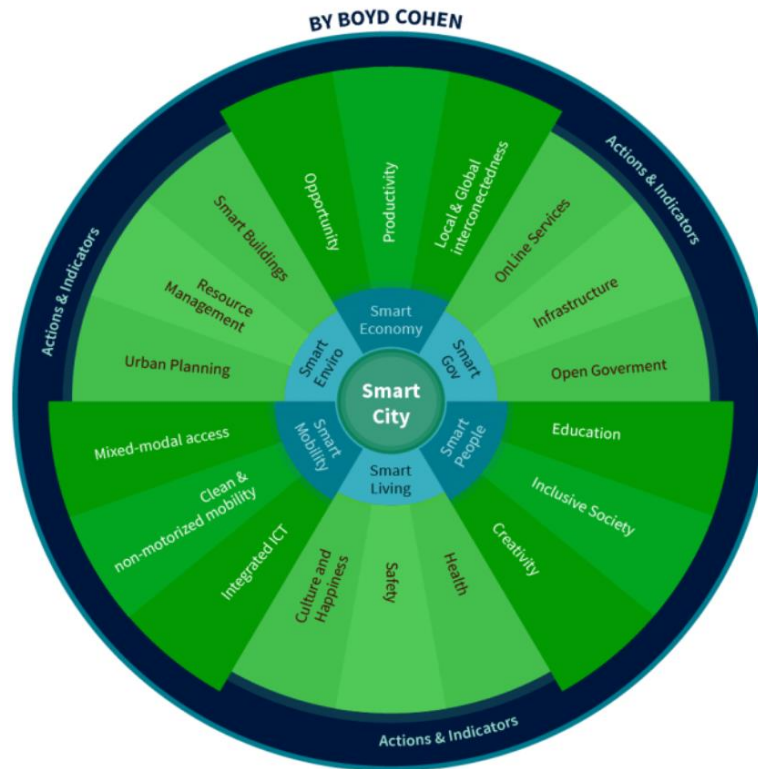 BY BOYD COHEN
Actions & Indicators
Actions & Indicators
Actions & Indicators
Smart
City
Smart
Economy
Opportunity
Productivity
Local & Global
interconectedness
Smart
Gov
OnLine Services
Infrastructure
Open Goverment
Smart
People
Education
Inclusive Society
Creativity
Smart
Living
Health
Safety
Culture and
Happiness
Smart
Mobility
Integrated ICT
Clean &
non-motorized mobility
Mixed-modal access
Smart
Enviro
Urban Planning
Resource
Management
Smart Buildings